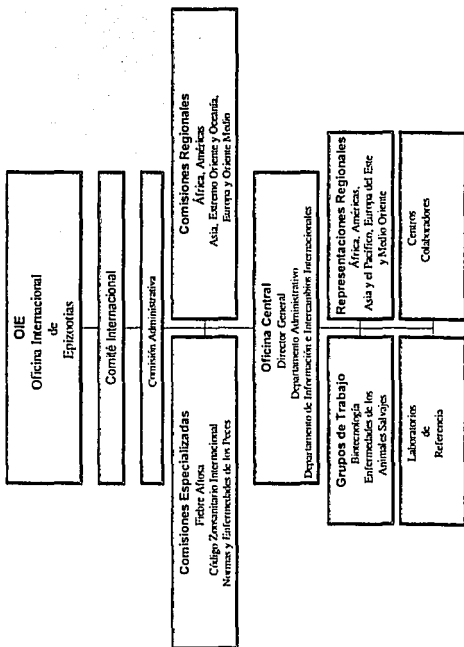 OIE
Oficina Internacional
de
Epizootias
Comité Internacional
Comisión Administrativa
Comisiones Especializadas
Fiebre Aftosa
Código Zoosanitario Internacional
Normas y Enfermedades de los Peces
Comisiones Regionales
África, Américas
Asia, Extremo Oriente y Oceanía,
Europa y Oriente Medio
Oficina Central
Director General
Departamento Administrativo
Departamento de Información e Intercambios Internacionales
Grupos de Trabajo
Biotecnología
Enfermedades de los
Animales Salvajes
Representaciones Regionales
África, Américas,
Asia y el Pacífico, Europa del Este
y Medio Oriente
Laboratorios
de
Referencia
Centros
Colaboradores